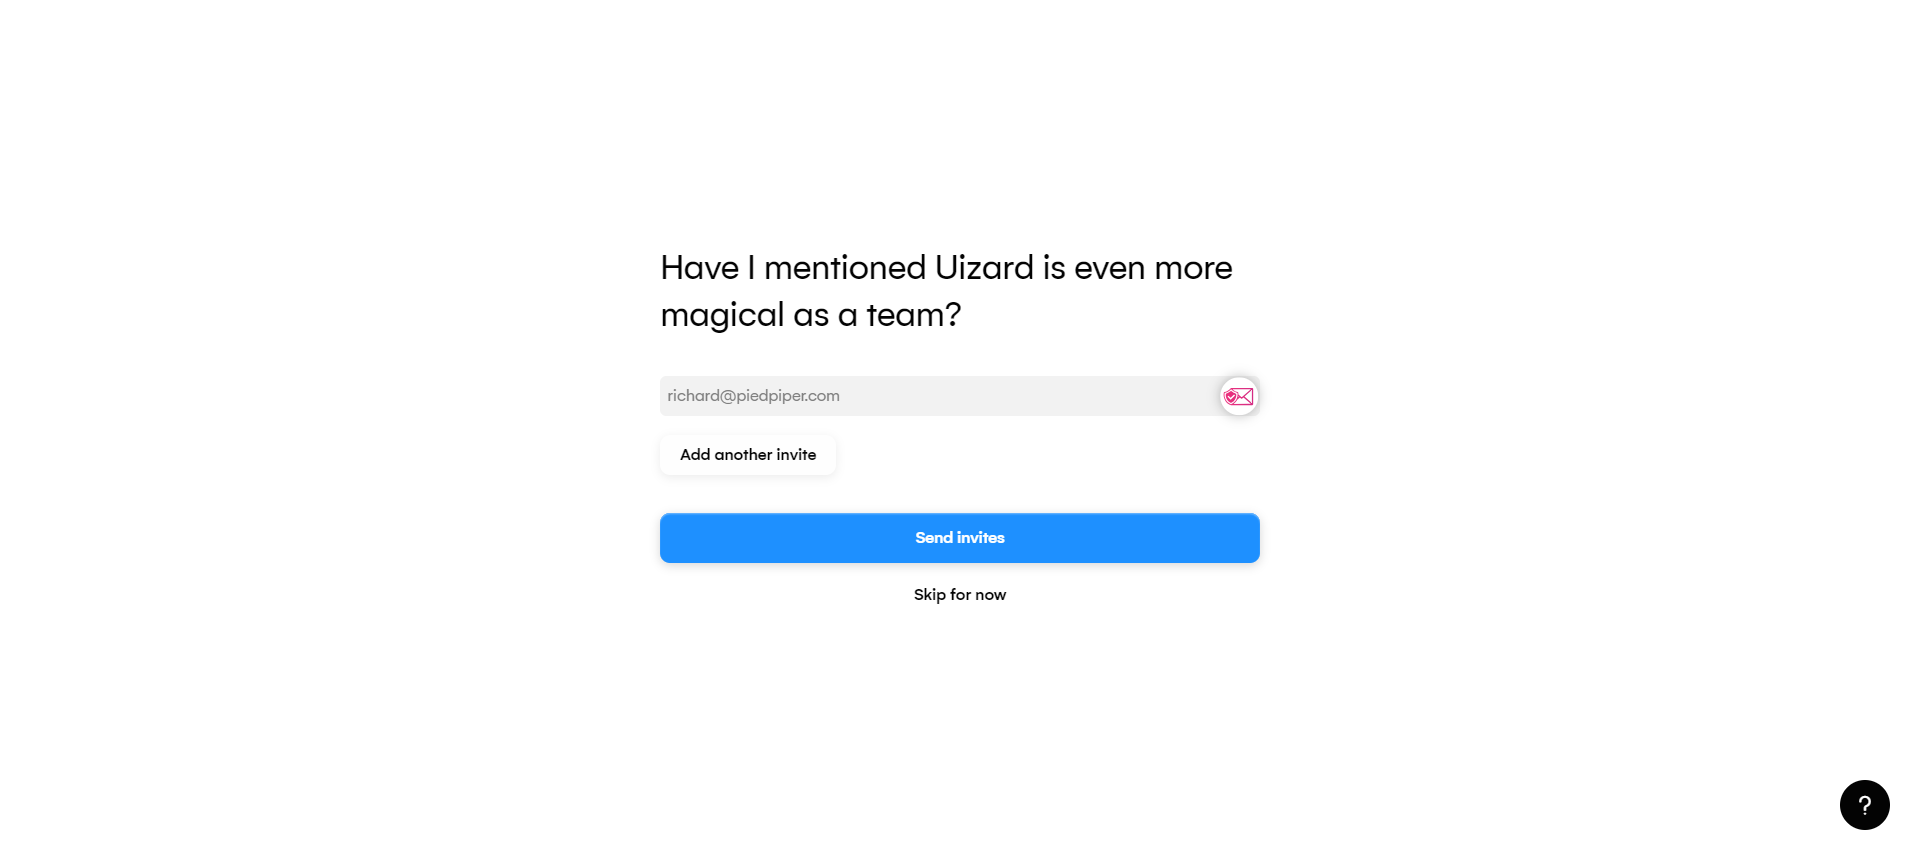 Have I mentioned Uizard is even more
magical as a team?
richard@piedpiper.com
Add another invite
Send invites
Skip for now
?